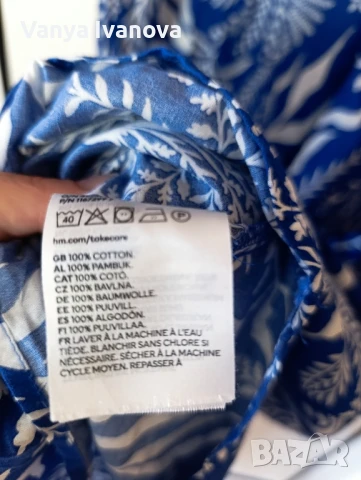 Vanya Ivanova
40
hm.com/takecare
GB 100% COTTON.
AL 100% PAMBUK.
CAT 100% COTÓ.
CZ 100% BAVLNA.
DE 100% BAUMWOLLE.
EE 100% PUUVILL.
ES 100% ALGODÓN.
FI 100% PUUVILLAA.
FR LAVER À LA MACHINE À L'EAU
TIÈDE. BLANCHIR SANS CHLORE SI
NÉCESSAIRE. SÉCHER À LA MACHINE
CYCLE MOYEN. REPASSER À
BAZAR